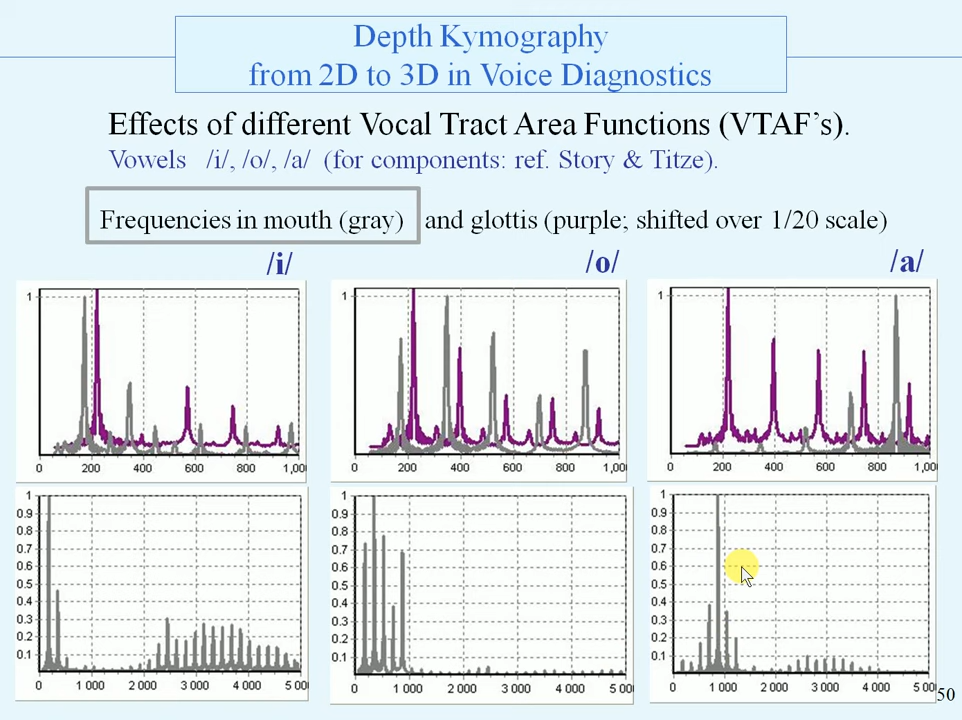 Depth Kymography
from 2D to 3D in Voice Diagnostics
Effects of different Vocal Tract Area Functions (VTAF’s).
Vowels /i/, /o/, /a/ (for components: ref. Story & Titze).
Frequencies in mouth (gray) and glottis (purple; shifted over 1/20 scale)
/i/ /o/ /a/
1 1 1
0 200 400 600 800 1,00 0 200 400 600 800 1,00 0 200 400 600 800 1,00
1 1 1
0.9 0.9 0.9
0.8 0.8 0.8
0.7 0.7 0.7
0.6 0.6 0.6
0.5 0.5 0.5
0.4 0.4 0.4
0.3 0.3 0.3
0.2 0.2 0.2
0.1 0.1 0.1
0 1 000 2 000 3 000 4 000 5 00 0 1 000 2 000 3 000 4 000 5 00 0 1 000 2 000 3 000 4 000 5 00
50